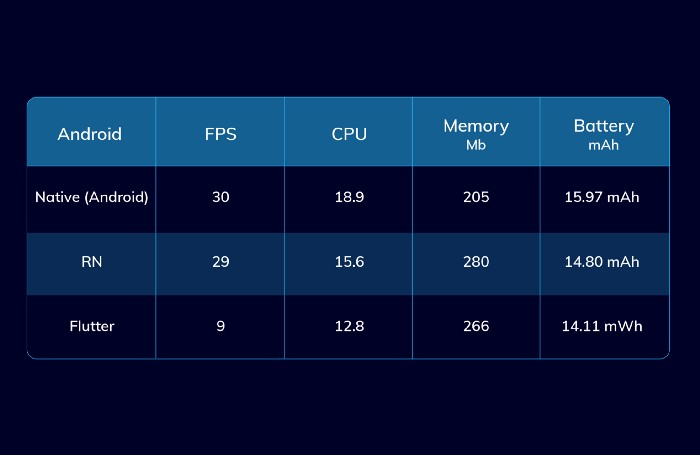 Android FPS CPU Memory Mb Battery mAh
Native (Android) 30 18.9 205 15.97 mAh
RN 29 15.6 280 14.80 mAh
Flutter 9 12.8 266 14.11 mWh